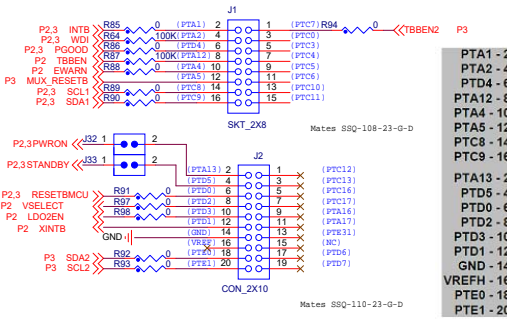 J1
P2,3 INTB R85 0 (PTA1) 2 1 (PTC7) R94 0 TBBEN2 P3
P2,3 WDI R64 100K (PTA2) 4 3 (PTC0)
P2,3 PGOOD R86 0 (PTD4) 6 5 (PTC3)
P2 TBBEN R87 100K (PTA12) 8 7 (PTC4)
P2 EWARN R88 0 (PTA4) 10 9 (PTC5)
P3 MUX_RESETB (PTA5) 12 11 (PTC6)
P2,3 SCL1 R89 0 (PTC8) 14 13 (PTC10)
P2,3 SDA1 R90 0 (PTC9) 16 15 (PTC11)
SKT_2X8
Mates SSQ-108-23-G-D
P2,3 PWRON J32 1 2
P2,3 STANDBY J33 1 2
J2
(PTA13) 2 1 (PTC12)
(PTD5) 4 3 (PTC13)
P2,3 RESETBMCU R91 0 (PTD0) 6 5 (PTC16)
P2 VSELECT R97 0 (PTD2) 8 7 (PTC17)
P2 LDO2EN R98 0 (PTD3) 10 9 (PTA16)
P2 XINTB (PTD1) 12 11 (PTA17)
GND (GND) 14 13 (PTE31)
(VREF) 16 15 (NC)
P3 SDA2 R92 0 (PTE0) 18 17 (PTD6)
P3 SCL2 R93 0 (PTE1) 20 19 (PTD7)
CON_2X10
Mates SSQ-110-23-G-D
PTA1 - 2
PTA2 - 4
PTD4 - 6
PTA12 - 8
PTA4 - 10
PTA5 - 12
PTC8 - 14
PTC9 - 16
PTA13 - 2
PTD5 - 4
PTD0 - 6
PTD2 - 8
PTD3 - 10
PTD1 - 12
GND - 14
VREFH - 16
PTE0 - 18
PTE1 - 20